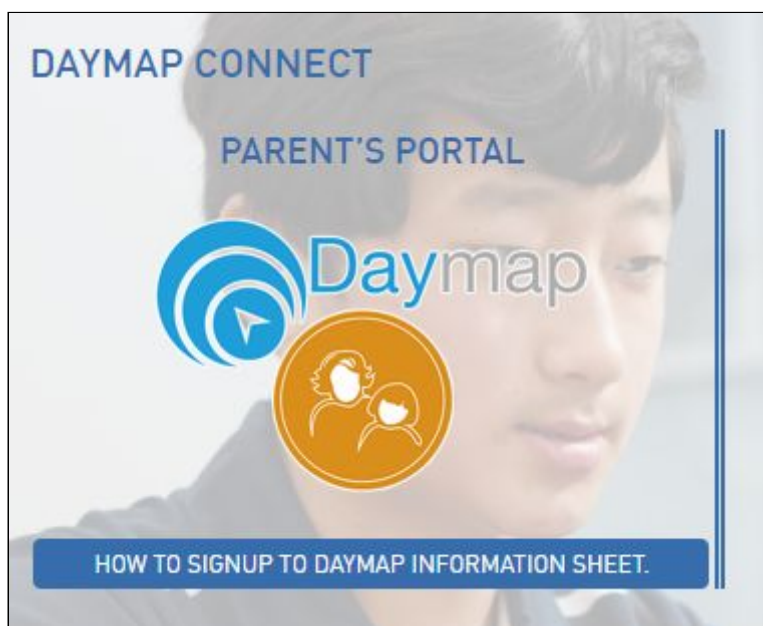 DAYMAP CONNECT
PARENT'S PORTAL
Daymap
HOW TO SIGNUP TO DAYMAP INFORMATION SHEET.